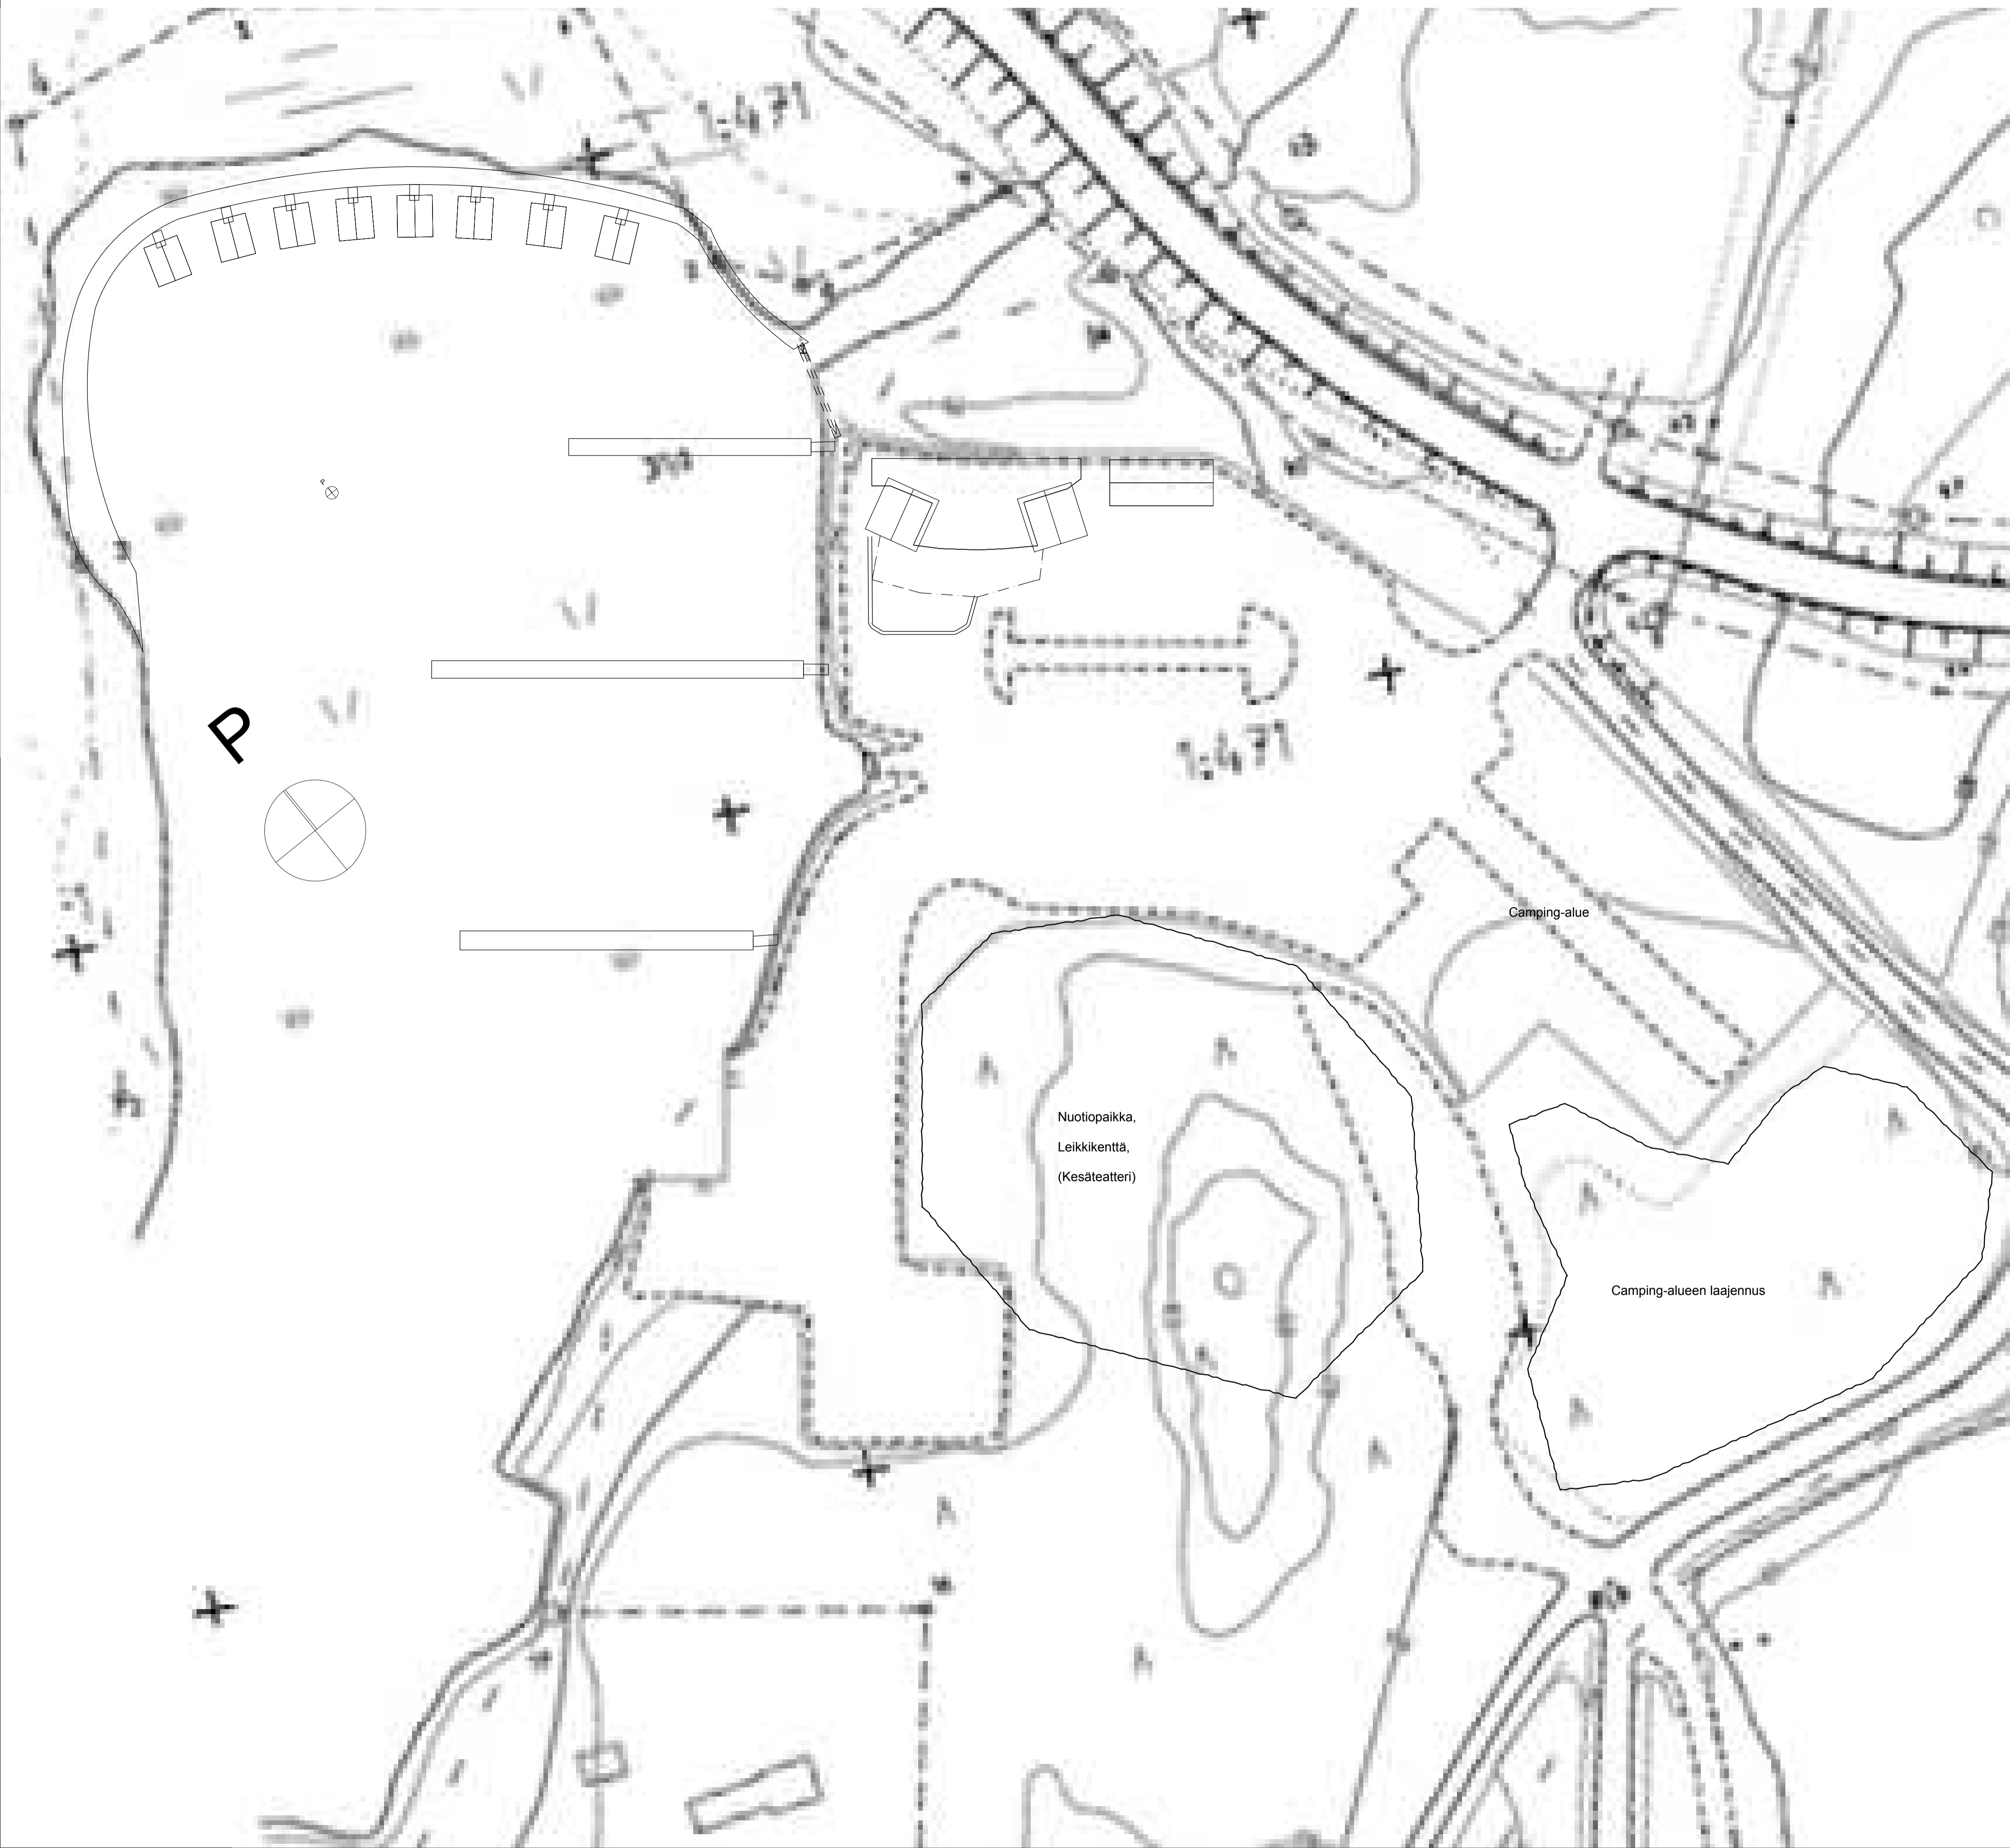 1:471
P
P
1:471
Camping-alue
Nuotiopaikka,
Leikkikenttä,
(Kesäteatteri)
Camping-alueen laajennus